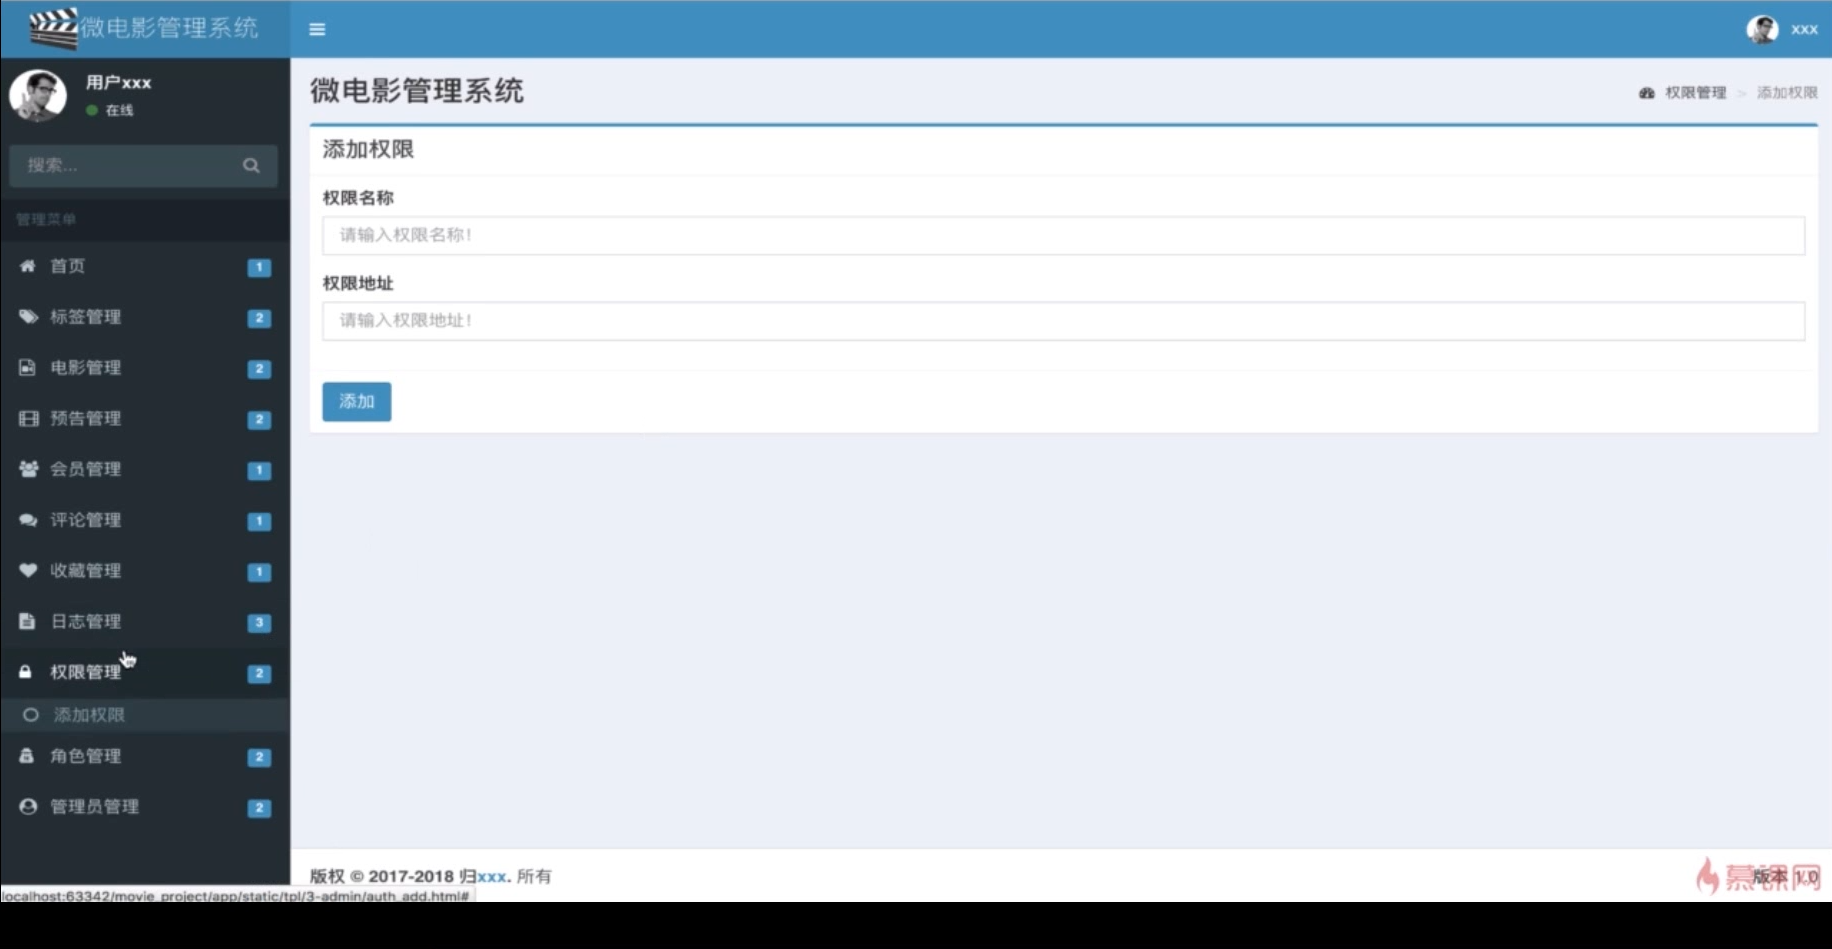 微电影管理系统
xxx
用户xxx
在线
搜索...
管理菜单
首页 1
标签管理 2
电影管理 2
预告管理 2
会员管理 1
评论管理 1
收藏管理 1
日志管理 3
权限管理 2
添加权限
角色管理 2
管理员管理 2
微电影管理系统
权限管理 > 添加权限
添加权限
权限名称
请输入权限名称！
权限地址
请输入权限地址！
添加
版权 © 2017-2018 归xxx. 所有
慕课网
版本 1.0
localhost:63342/movie_project/app/static/tpl/3-admin/auth_add.html#